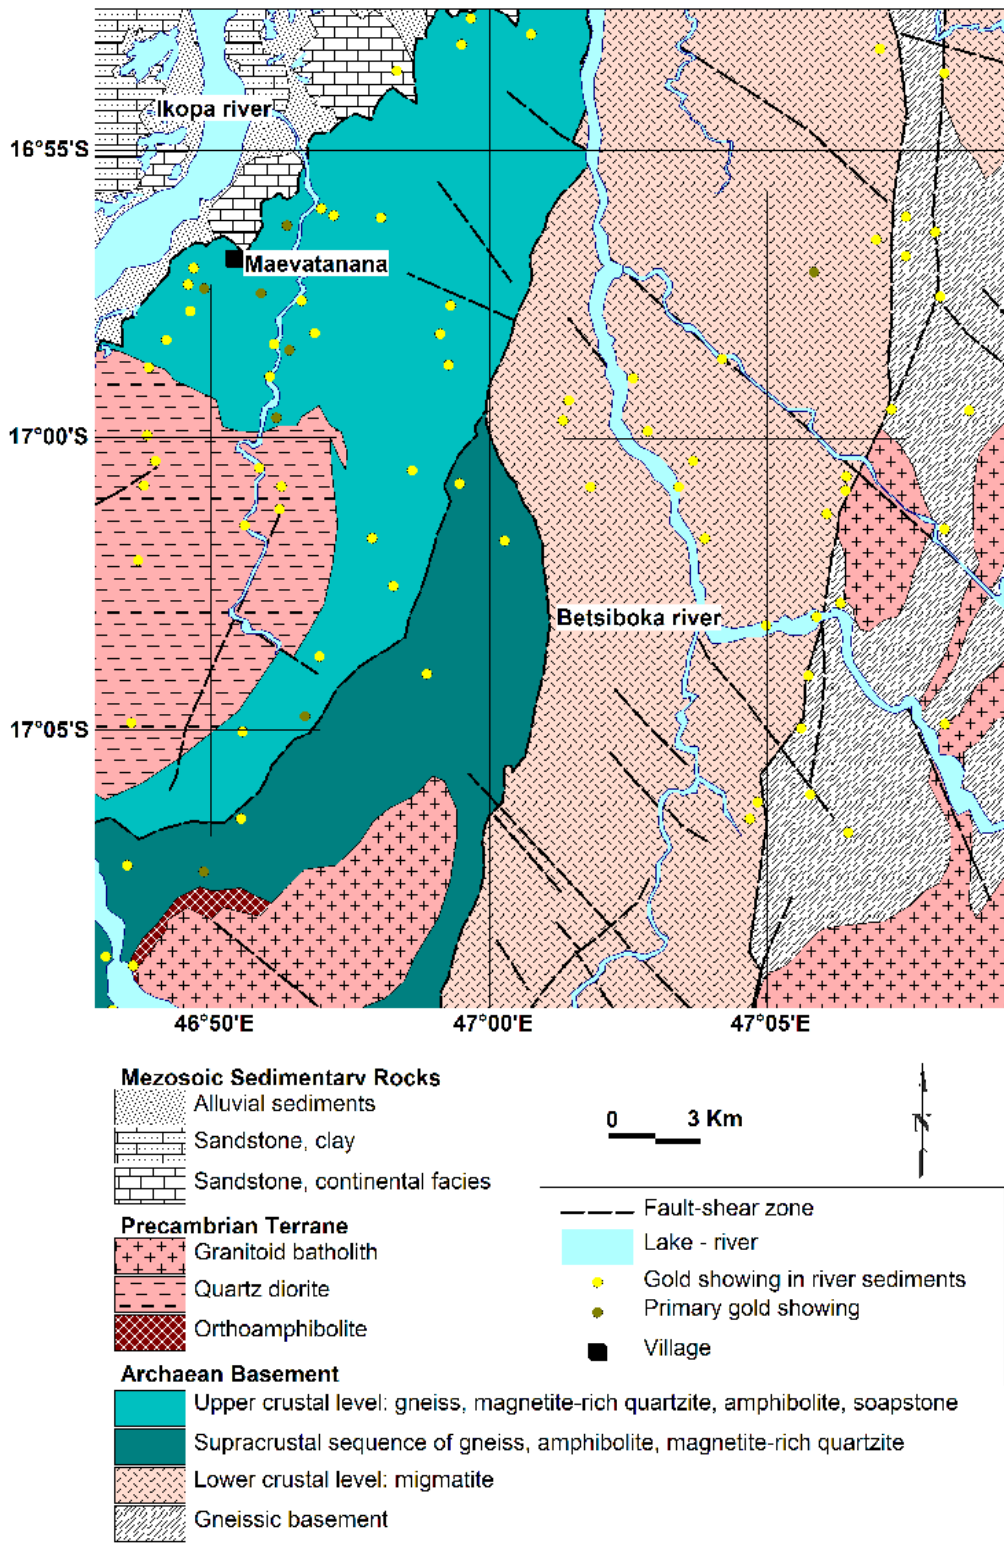 Ikopa river
16°55'S
Maevatanana
17°00'S
Betsiboka river
17°05'S
46°50'E
47°00'E
47°05'E
Mezosoic Sedimentary Rocks
Alluvial sediments
Sandstone, clay
Sandstone, continental facies
Precambrian Terrane
Granitoid batholith
Quartz diorite
Orthoamphibolite
0 3 Km
N
Fault-shear zone
Lake - river
Gold showing in river sediments
Primary gold showing
Village
Archaean Basement
Upper crustal level: gneiss, magnetite-rich quartzite, amphibolite, soapstone
Supracrustal sequence of gneiss, amphibolite, magnetite-rich quartzite
Lower crustal level: migmatite
Gneissic basement